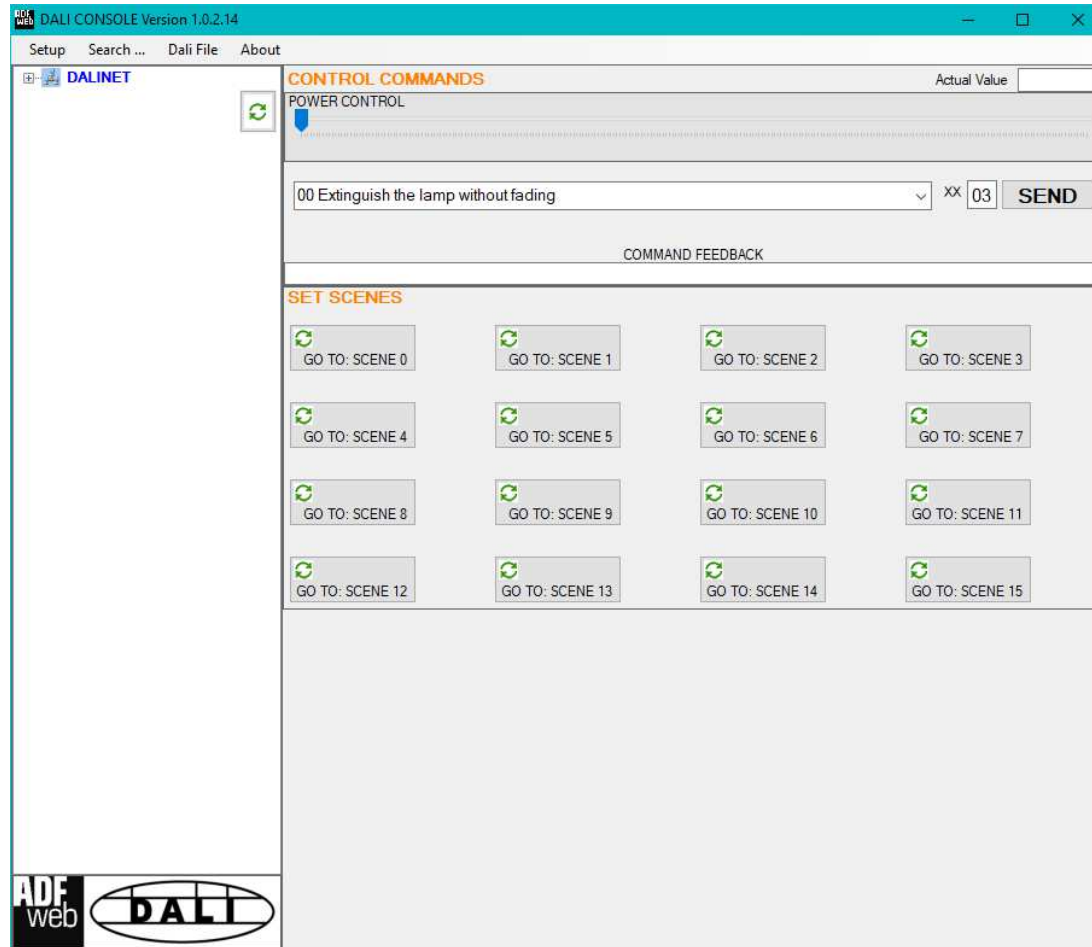 ADF web DALI CONSOLE Version 1.0.2.14
Setup Search ... Dali File About
DALINET
CONTROL COMMANDS Actual Value
POWER CONTROL
00 Extinguish the lamp without fading XX 03 SEND
COMMAND FEEDBACK
SET SCENES
GO TO: SCENE 0 GO TO: SCENE 1 GO TO: SCENE 2 GO TO: SCENE 3
GO TO: SCENE 4 GO TO: SCENE 5 GO TO: SCENE 6 GO TO: SCENE 7
GO TO: SCENE 8 GO TO: SCENE 9 GO TO: SCENE 10 GO TO: SCENE 11
GO TO: SCENE 12 GO TO: SCENE 13 GO TO: SCENE 14 GO TO: SCENE 15
ADF
web DALI